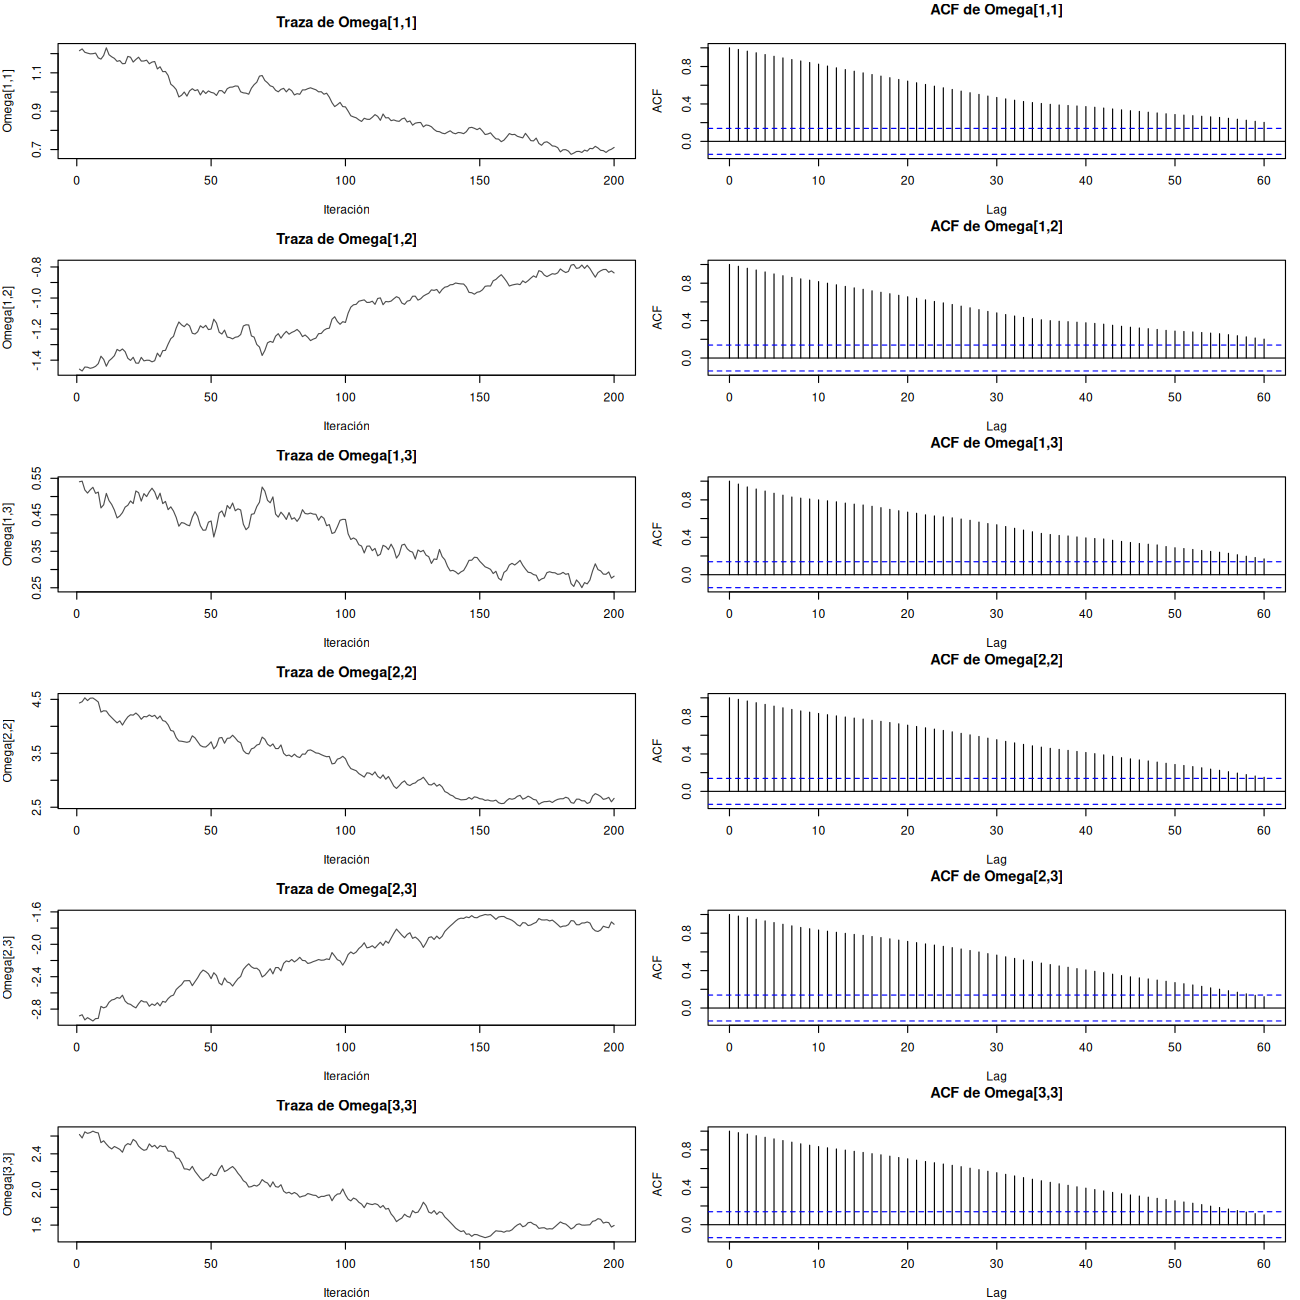 Traza de Omega[1,1]
Omega[1,1]
0.7 0.9 1.1
0 50 100 150 200
Iteración
ACF de Omega[1,1]
ACF
0.0 0.4 0.8
0 10 20 30 40 50 60
Lag
Traza de Omega[1,2]
Omega[1,2]
-1.4 -1.2 -1.0 -0.8
0 50 100 150 200
Iteración
ACF de Omega[1,2]
ACF
0.0 0.4 0.8
0 10 20 30 40 50 60
Lag
Traza de Omega[1,3]
Omega[1,3]
0.25 0.35 0.45 0.55
0 50 100 150 200
Iteración
ACF de Omega[1,3]
ACF
0.0 0.4 0.8
0 10 20 30 40 50 60
Lag
Traza de Omega[2,2]
Omega[2,2]
2.5 3.5 4.5
0 50 100 150 200
Iteración
ACF de Omega[2,2]
ACF
0.0 0.4 0.8
0 10 20 30 40 50 60
Lag
Traza de Omega[2,3]
Omega[2,3]
-2.8 -2.4 -2.0 -1.6
0 50 100 150 200
Iteración
ACF de Omega[2,3]
ACF
0.0 0.4 0.8
0 10 20 30 40 50 60
Lag
Traza de Omega[3,3]
Omega[3,3]
1.6 2.0 2.4
0 50 100 150 200
Iteración
ACF de Omega[3,3]
ACF
0.0 0.4 0.8
0 10 20 30 40 50 60
Lag